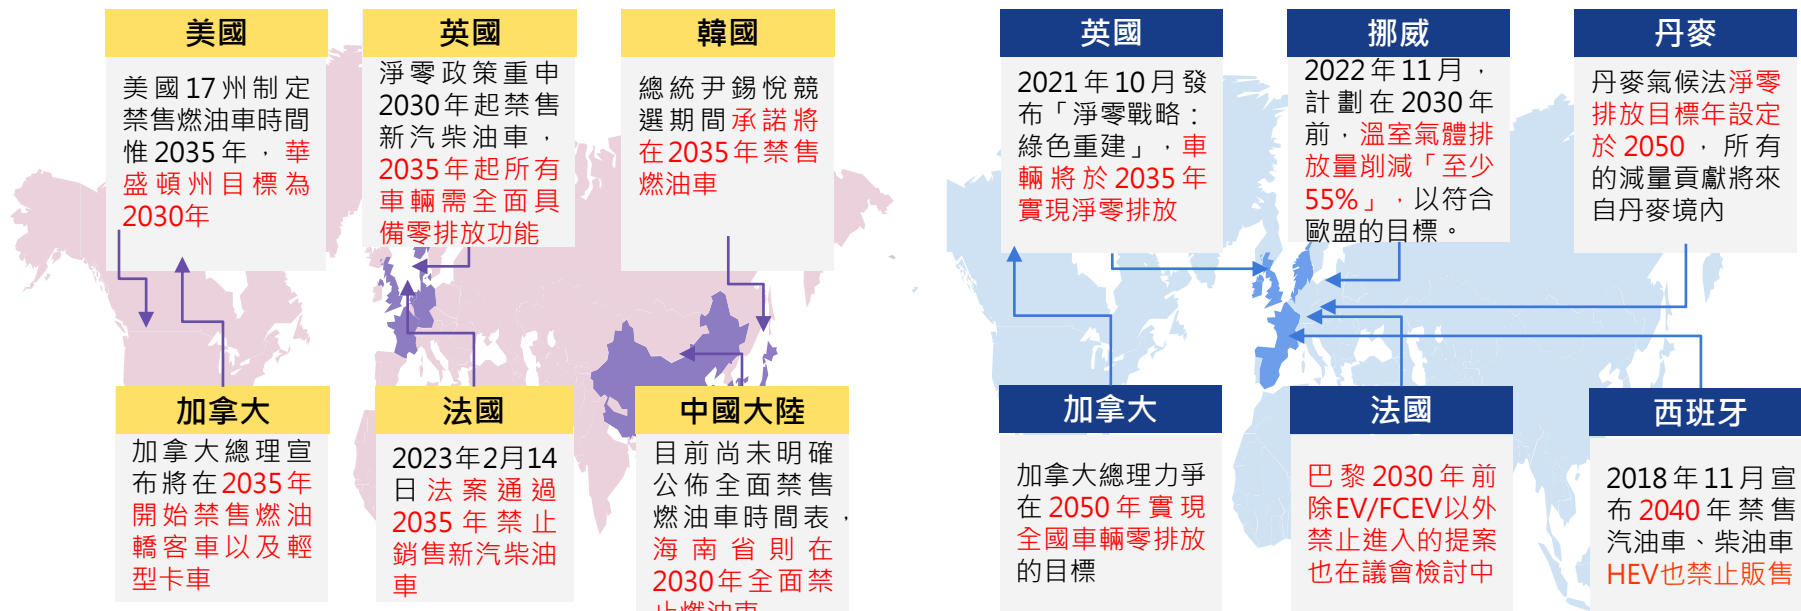 美國
美國17州制定
禁售燃油車時間
惟2035年，華
盛頓州目標為
2030年
英國
淨零政策重申
2030年起禁售
新汽柴油車，
2035年起所有
車輛需全面具
備零排放功能
韓國
總統尹錫悅競
選期間承諾將
在2035年禁售
燃油車
加拿大
加拿大總理宣
布將在2035年
開始禁售燃油
轎客車以及輕
型卡車
法國
2023年2月14
日法案通過
2035年禁止
銷售新汽柴油
車
中國大陸
目前尚未明確
公佈全面禁售
燃油車時間表，
海南省則在
2030年全面禁
止燃油車
英國
2021年10月發
布「淨零戰略：
綠色重建」，車
輛將於2035年
實現淨零排放
挪威
2022年11月，
計劃在2030年
前，溫室氣體排
放量削減「至少
55%」，以符合
歐盟的目標。
丹麥
丹麥氣候法淨零
排放目標年設定
於2050，所有
的減量貢獻將來
自丹麥境內
加拿大
加拿大總理力爭
在2050年實現
全國車輛零排放
的目標
法國
巴黎2030年前
除EV/FCEV以外
禁止進入的提案
也在議會檢討中
西班牙
2018年11月宣
布2040年禁售
汽油車、柴油車
HEV也禁止販售